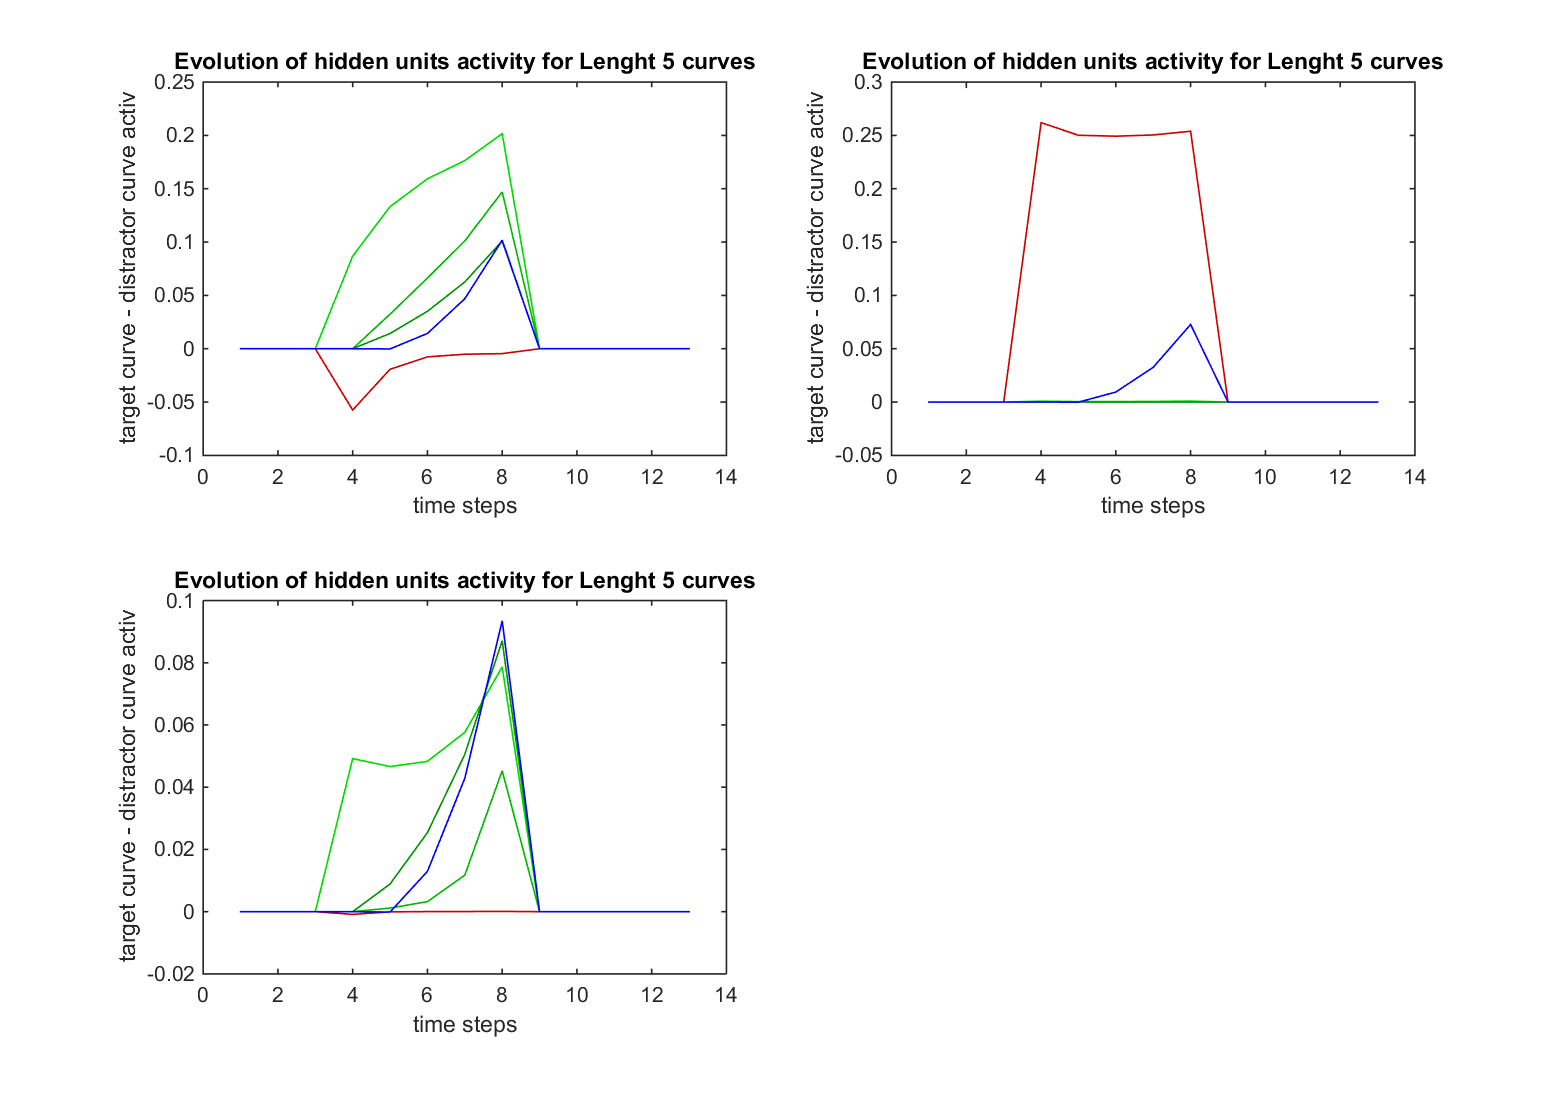 Evolution of hidden units activity for Lenght 5 curves
target curve - distractor curve activ
0.25
0.2
0.15
0.1
0.05
0
-0.05
-0.1
0 2 4 6 8 10 12 14
time steps
Evolution of hidden units activity for Lenght 5 curves
target curve - distractor curve activ
0.3
0.25
0.2
0.15
0.1
0.05
0
-0.05
0 2 4 6 8 10 12 14
time steps
Evolution of hidden units activity for Lenght 5 curves
target curve - distractor curve activ
0.1
0.08
0.06
0.04
0.02
0
-0.02
0 2 4 6 8 10 12 14
time steps